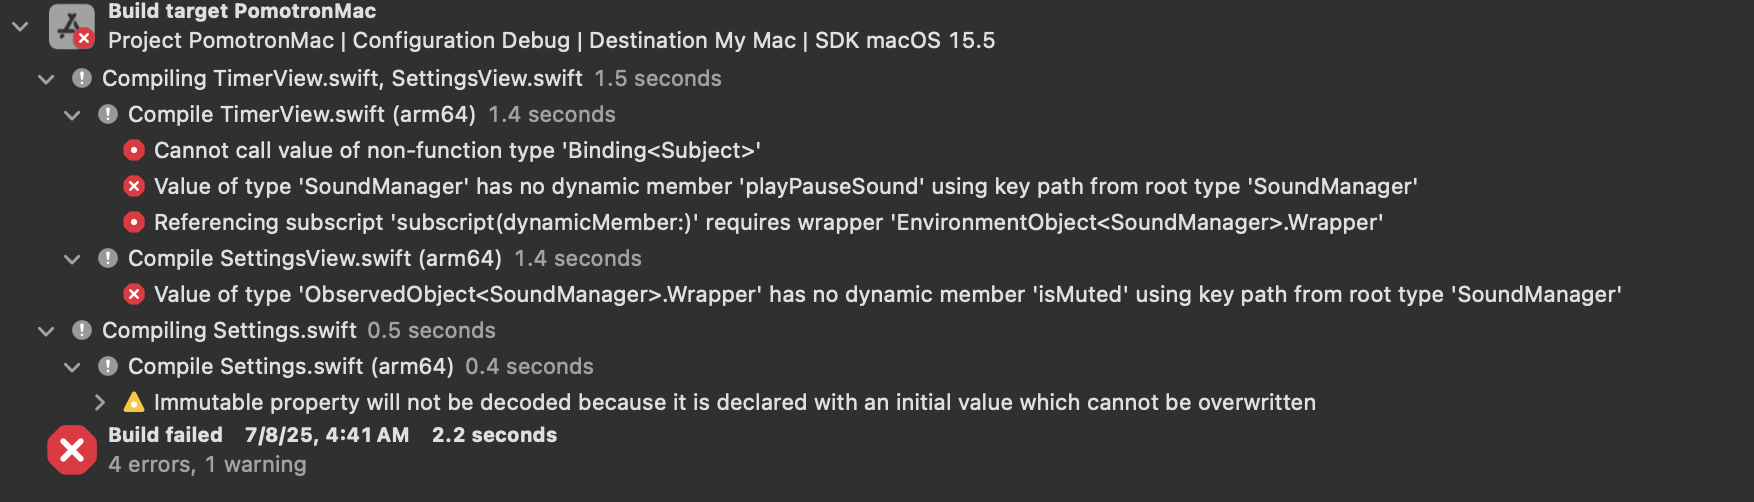 Build target PomotronMac
Project PomotronMac | Configuration Debug | Destination My Mac | SDK macOS 15.5
Compiling TimerView.swift, SettingsView.swift 1.5 seconds
Compile TimerView.swift (arm64) 1.4 seconds
Cannot call value of non-function type 'Binding<Subject>'
Value of type 'SoundManager' has no dynamic member 'playPauseSound' using key path from root type 'SoundManager'
Referencing subscript 'subscript(dynamicMember:)' requires wrapper 'EnvironmentObject<SoundManager>.Wrapper'
Compile SettingsView.swift (arm64) 1.4 seconds
Value of type 'ObservedObject<SoundManager>.Wrapper' has no dynamic member 'isMuted' using key path from root type 'SoundManager'
Compiling Settings.swift 0.5 seconds
Compile Settings.swift (arm64) 0.4 seconds
Immutable property will not be decoded because it is declared with an initial value which cannot be overwritten
Build failed 7/8/25, 4:41 AM 2.2 seconds
4 errors, 1 warning